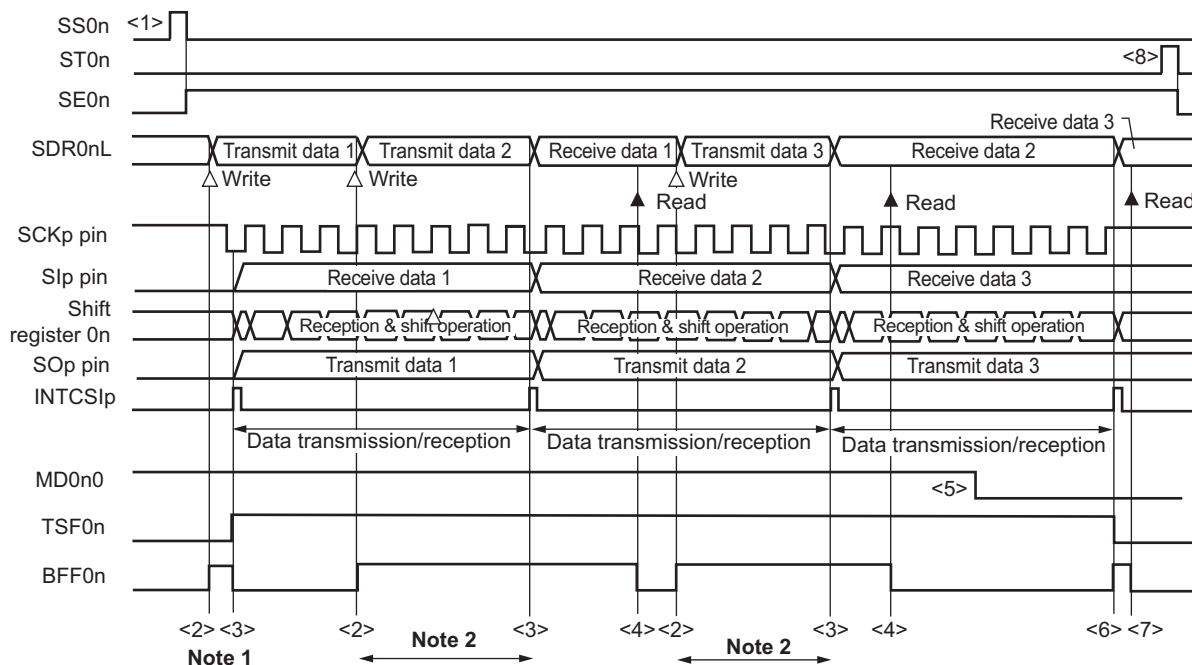 SS0n <1>
ST0n <8>
SE0n
Receive data 3
SDR0nL Transmit data 1 Transmit data 2 Receive data 1 Transmit data 3 Receive data 2
Write Write Write
Read Read Read
SCKp pin
SIp pin Receive data 1 Receive data 2 Receive data 3
Shift
register 0n Reception & shift operation Reception & shift operation Reception & shift operation
SOp pin Transmit data 1 Transmit data 2 Transmit data 3
INTCSIp
Data transmission/reception Data transmission/reception Data transmission/reception
MD0n0 <5>
TSF0n
BFF0n
<2> <3> <2> <3> <4> <2> <3> <4> <6> <7>
Note 1 Note 2 Note 2